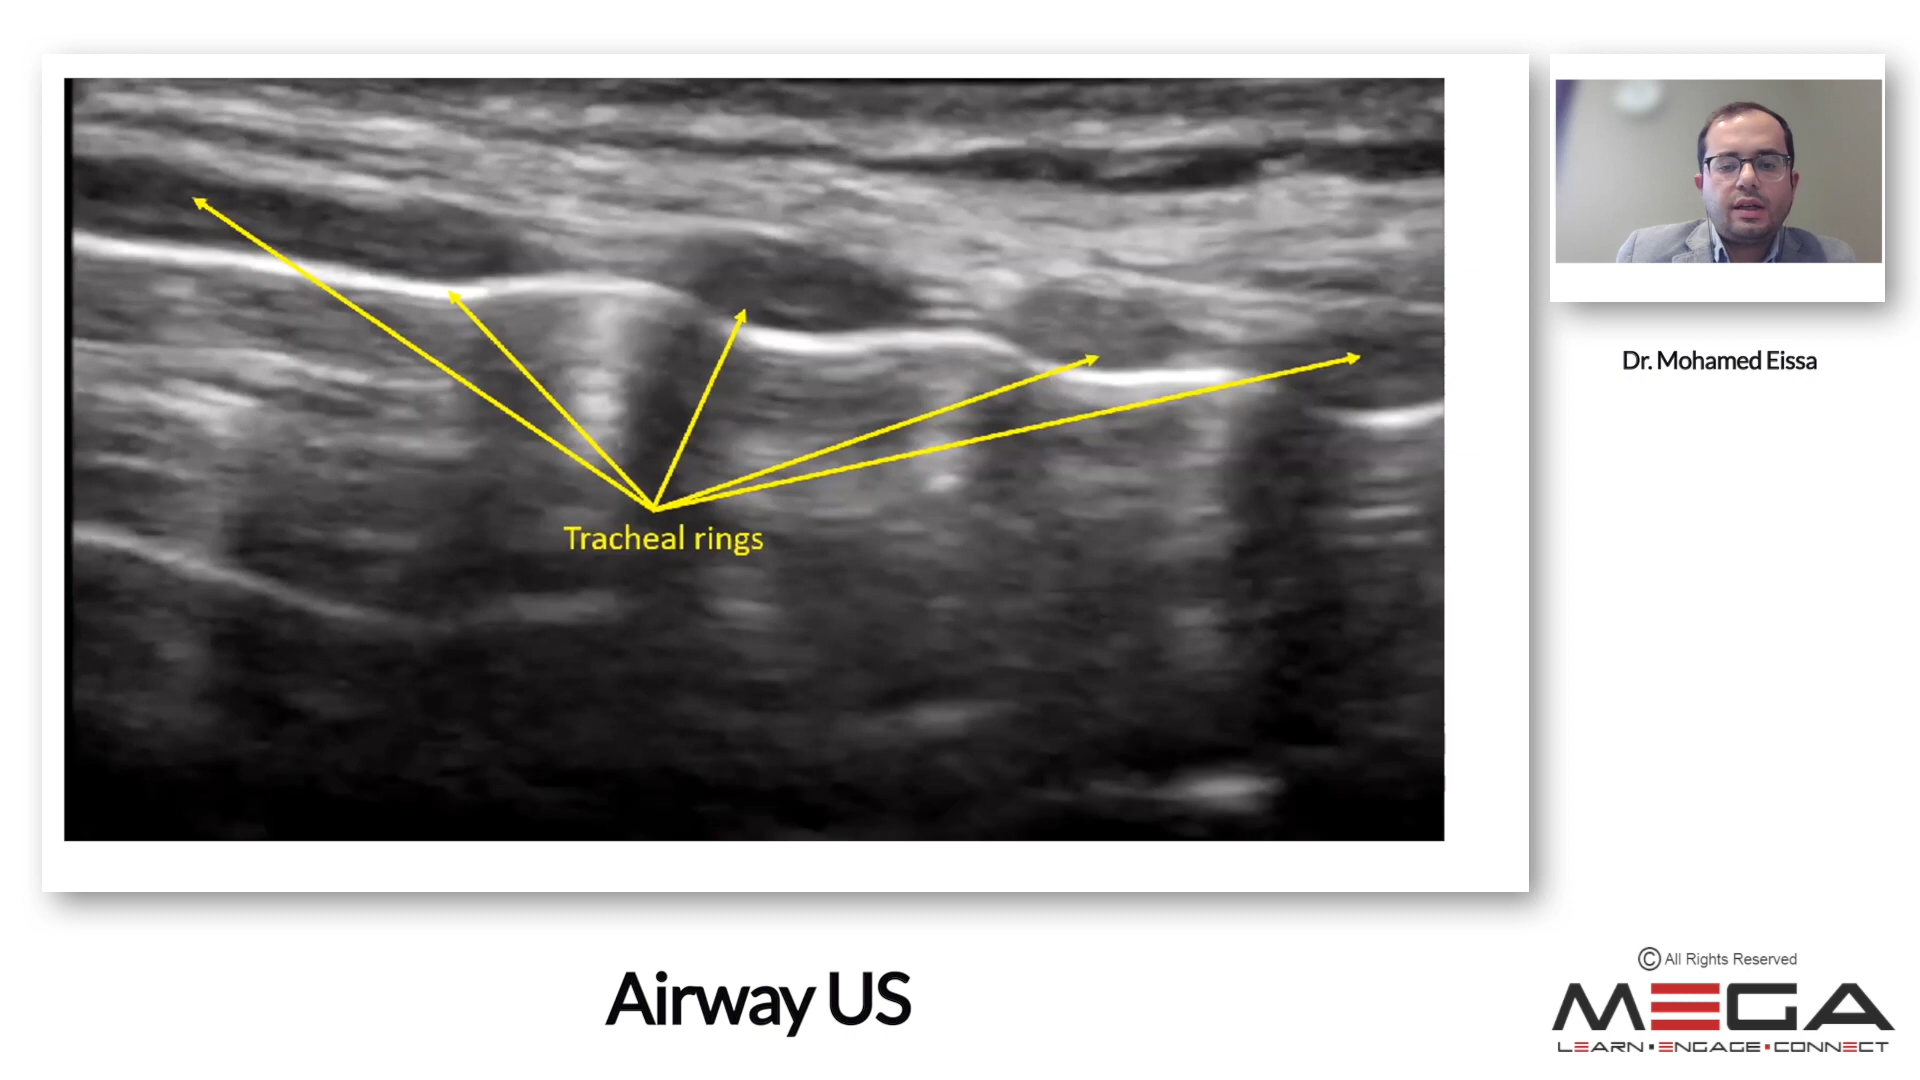 Tracheal rings
Dr. Mohamed Eissa
Airway US
© All Rights Reserved
MEGA
LEARN • ENGAGE • CONNECT